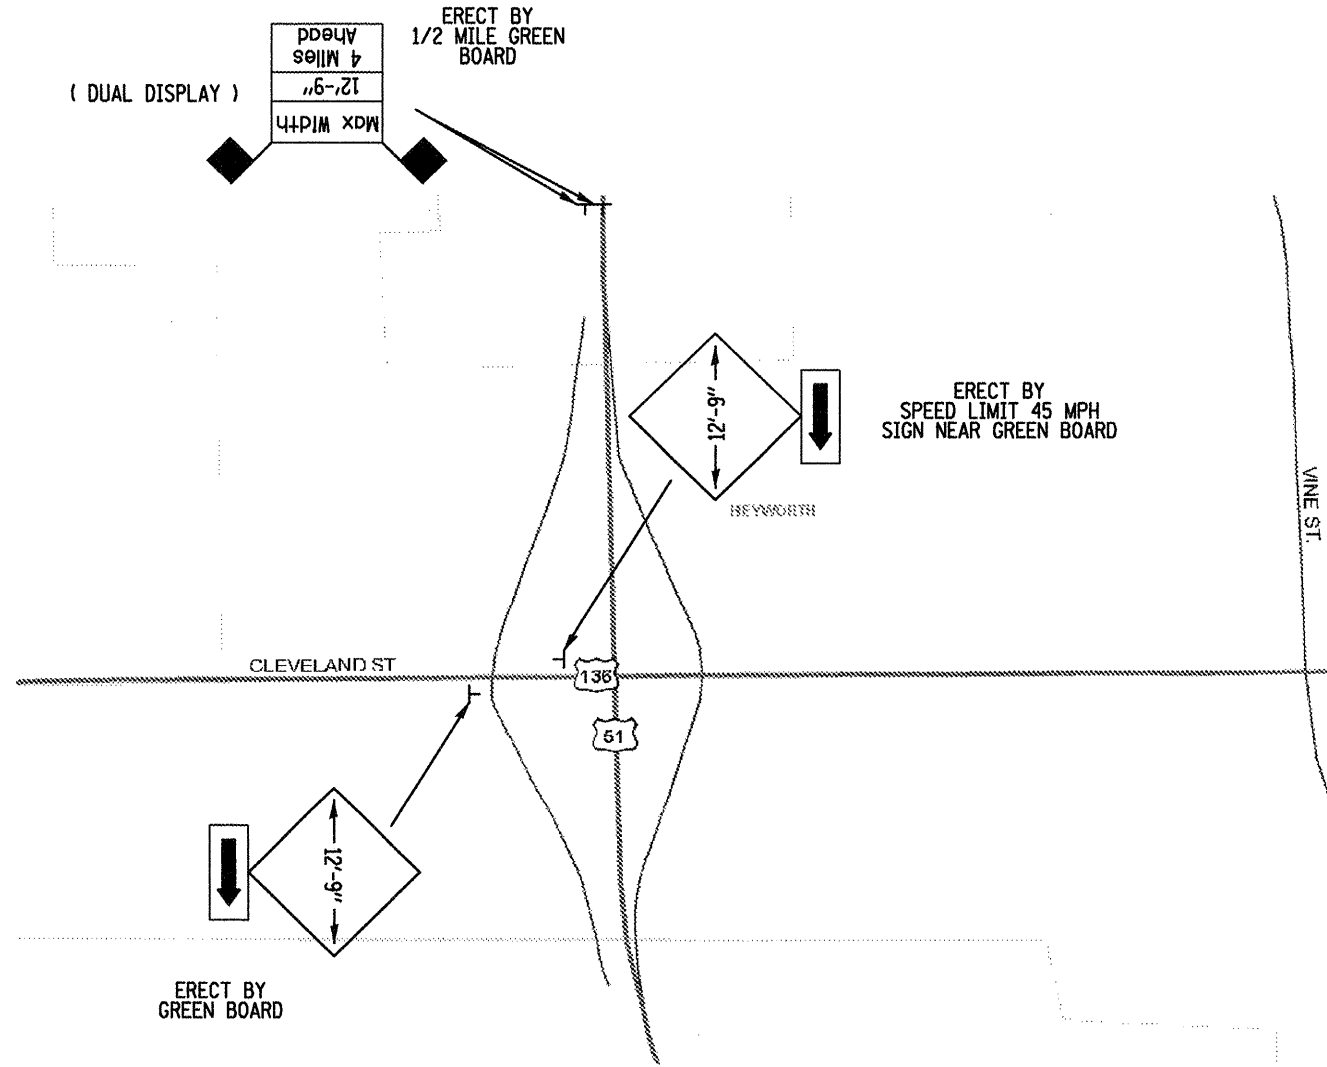 ERECT BY
1/2 MILE GREEN
BOARD
( DUAL DISPLAY )
Max Width
12'-9"
4 Miles
Ahead
12'-9"
ERECT BY
SPEED LIMIT 45 MPH
SIGN NEAR GREEN BOARD
HEYWORTH
VINE ST.
CLEVELAND ST
136
51
12'-9"
ERECT BY
GREEN BOARD